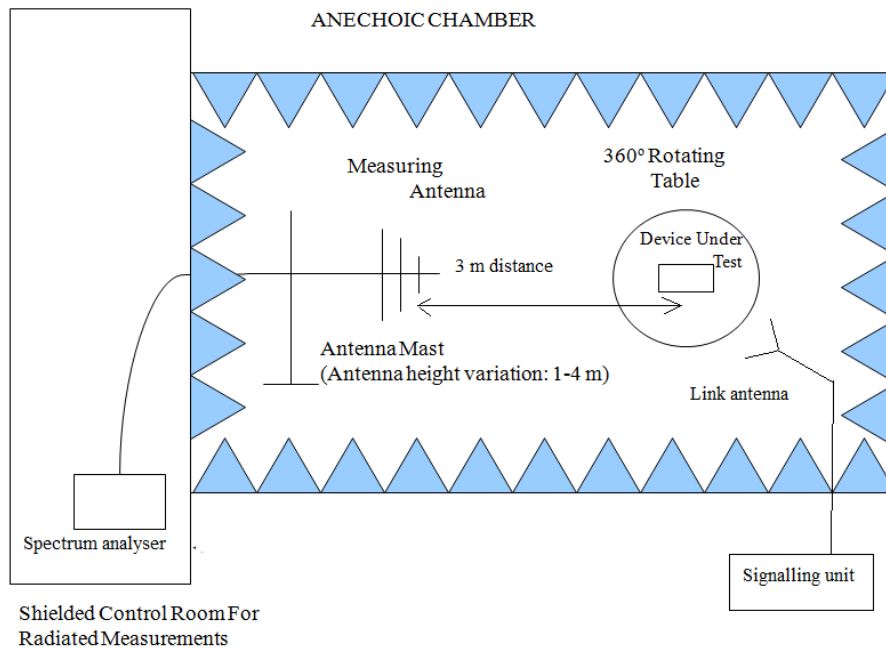 ANECHOIC CHAMBER
360º Rotating
Table
Measuring
Antenna
Device Under
Test
3 m distance
Antenna Mast
(Antenna height variation: 1-4 m)
Link antenna
Spectrum analyser
Signalling unit
Shielded Control Room For
Radiated Measurements